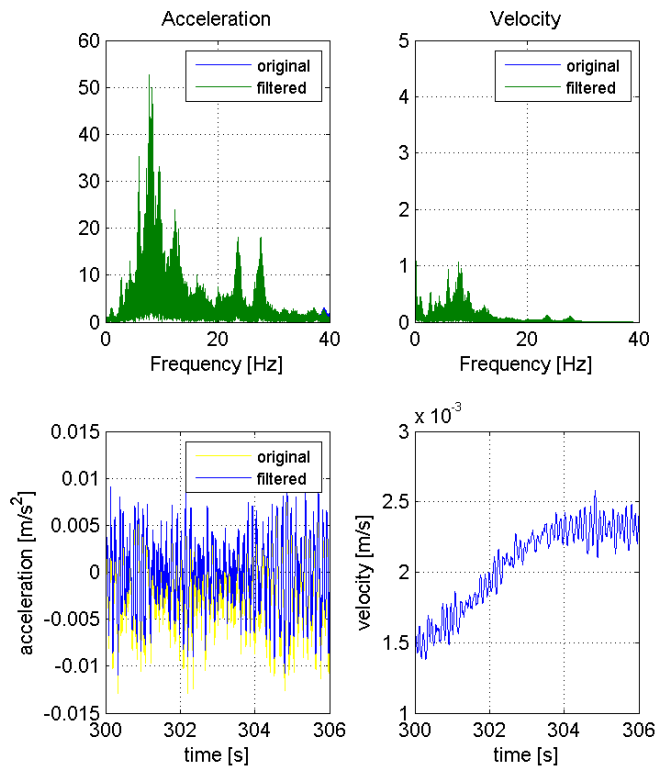 Acceleration
60
50
40
30
20
10
0
0
20
40
Frequency [Hz]
original
filtered
Velocity
5
4
3
2
1
0
0
20
40
Frequency [Hz]
original
filtered
0.015
0.01
0.005
0
-0.005
-0.01
-0.015
acceleration [m/s²]
300
302
304
306
time [s]
original
filtered
x 10⁻³
3
2.5
2
1.5
1
velocity [m/s]
300
302
304
306
time [s]